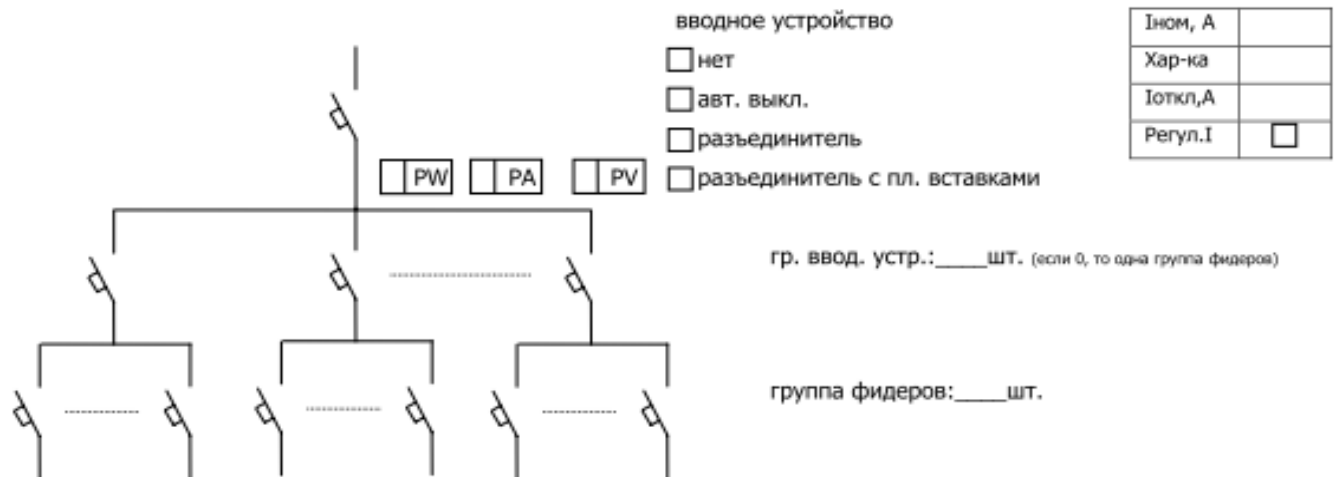 вводное устройство
нет
авт. выкл.
разъединитель
разъединитель с пл. вставками
Iном, А
Хар-ка
Iоткл,А
Регул.I
PW PA PV
гр. ввод. устр.:____шт. (если 0, то одна группа фидеров)
группа фидеров:____шт.